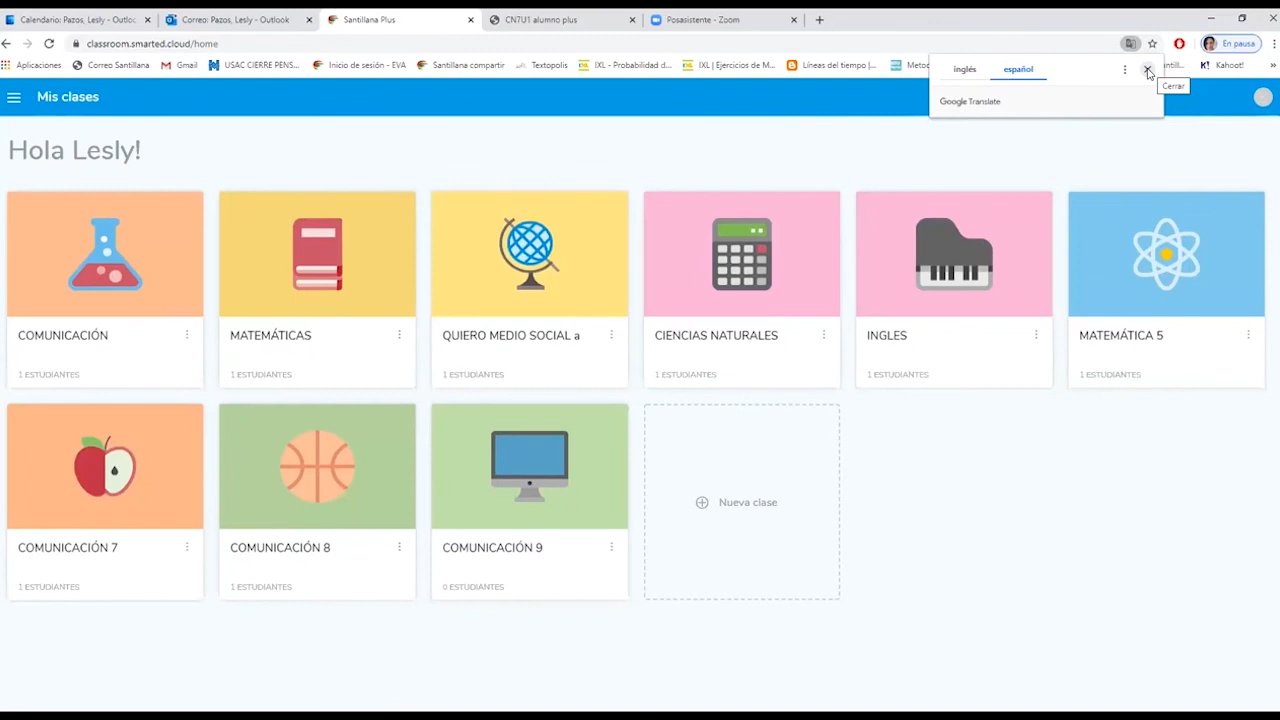 Calendario: Pazos, Lesly - Outloc
Correo: Pazos, Lesly - Outlook
Santillana Plus
CN7U1 alumno plus
Posasistente - Zoom
classroom.smarted.cloud/home
En pausa
Aplicaciones
Correo Santillana
Gmail
USAC CIERRE PENS...
Inicio de sesión - EVA
Santillana compartir
Textopolis
IXL - Probabilidad d...
IXL | Ejercicios de M...
Líneas del tiempo j...
Metod
Kahoot!
inglés
español
Cerrar
Google Translate
Mis clases
Hola Lesly!
COMUNICACIÓN
MATEMÁTICAS
QUIERO MEDIO SOCIAL a
CIENCIAS NATURALES
INGLES
MATEMÁTICA 5
1 ESTUDIANTES
1 ESTUDIANTES
1 ESTUDIANTES
1 ESTUDIANTES
1 ESTUDIANTES
1 ESTUDIANTES
COMUNICACIÓN 7
COMUNICACIÓN 8
COMUNICACIÓN 9
Nueva clase
1 ESTUDIANTES
1 ESTUDIANTES
0 ESTUDIANTES